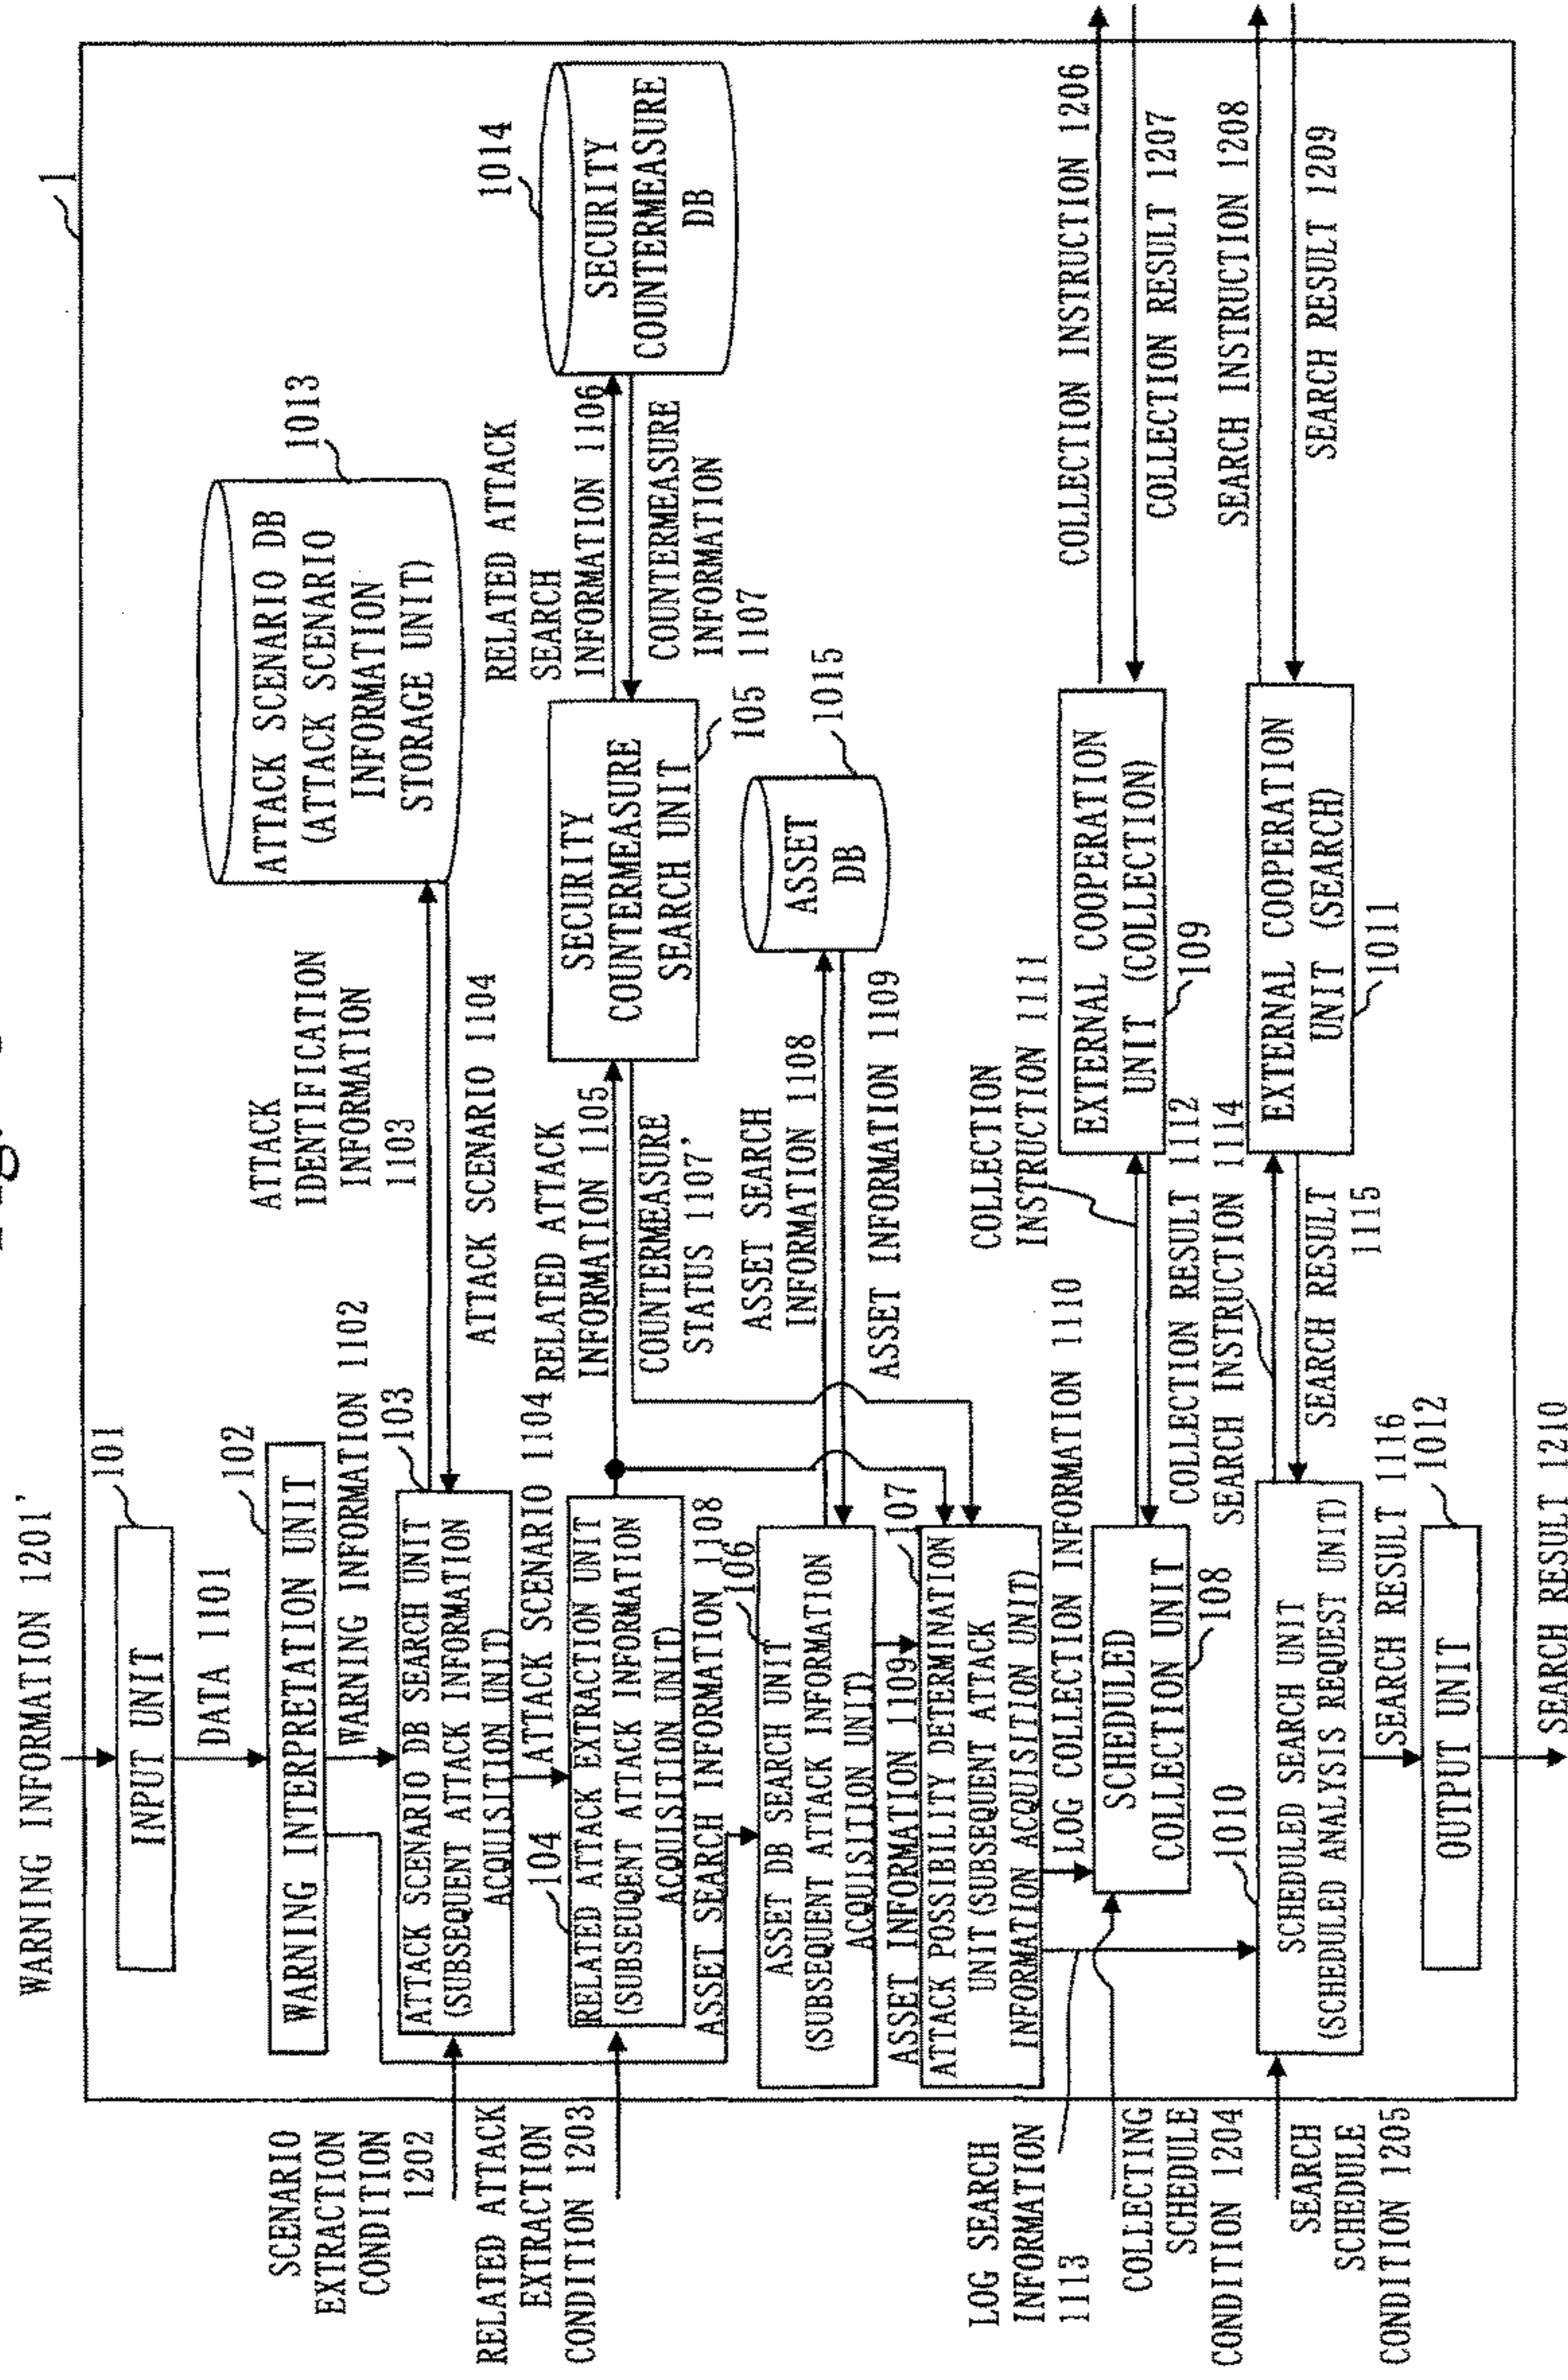 WARNING INFORMATION 1201'
1
INPUT UNIT
101
DATA 1101
WARNING INTERPRETATION UNIT
102
WARNING INFORMATION 1102
SCENARIO
EXTRACTION
CONDITION
1202
ATTACK SCENARIO DB SEARCH UNIT
(SUBSEQUENT ATTACK INFORMATION
ACQUISITION UNIT)
103
ATTACK
IDENTIFICATION
INFORMATION
1103
ATTACK SCENARIO 1104
ATTACK SCENARIO DB
(ATTACK SCENARIO
INFORMATION
STORAGE UNIT)
1013
ATTACK SCENARIO 1104
RELATED ATTACK
EXTRACTION
CONDITION 1203
104
RELATED ATTACK EXTRACTION UNIT
(SUBSEUQENT ATTACK INFORMATION
ACQUISITION UNIT)
RELATED ATTACK
INFORMATION 1105
COUNTERMEASURE
STATUS 1107'
SECURITY
COUNTERMEASURE
SEARCH UNIT
105
RELATED ATTACK
SEARCH
INFORMATION 1106
COUNTERMEASURE
INFORMATION
1107
SECURITY
COUNTERMEASURE
DB
1014
ASSET SEARCH INFORMATION 1108
106
ASSET DB SEARCH UNIT
(SUBSEQUENT ATTACK INFORMATION
ACQUISITION UNIT)
ASSET SEARCH
INFORMATION 1108
ASSET INFORMATION 1109
ASSET
DB
1015
ASSET INFORMATION 1109
107
ATTACK POSSIBILITY DETERMINATION
UNIT (SUBSEQUENT ATTACK
INFORMATION ACQUISITION UNIT)
LOG SEARCH
INFORMATION
1113
LOG COLLECTION INFORMATION 1110
COLLECTING
SCHEDULE
CONDITION 1204
SCHEDULED
COLLECTION UNIT
108
COLLECTION
INSTRUCTION 1111
COLLECTION RESULT 1112
EXTERNAL COOPERATION
UNIT (COLLECTION)
109
COLLECTION INSTRUCTION 1206
COLLECTION RESULT 1207
SEARCH
SCHEDULE
CONDITION 1205
1010
SCHEDULED SEARCH UNIT
(SCHEDULED ANALYSIS REQUEST UNIT)
SEARCH INSTRUCTION 1114
SEARCH RESULT
1115
EXTERNAL COOPERATION
UNIT (SEARCH)
1011
SEARCH INSTRUCTION 1208
SEARCH RESULT 1209
SEARCH RESULT 1116
OUTPUT UNIT
1012
SEARCH RESULT 1210